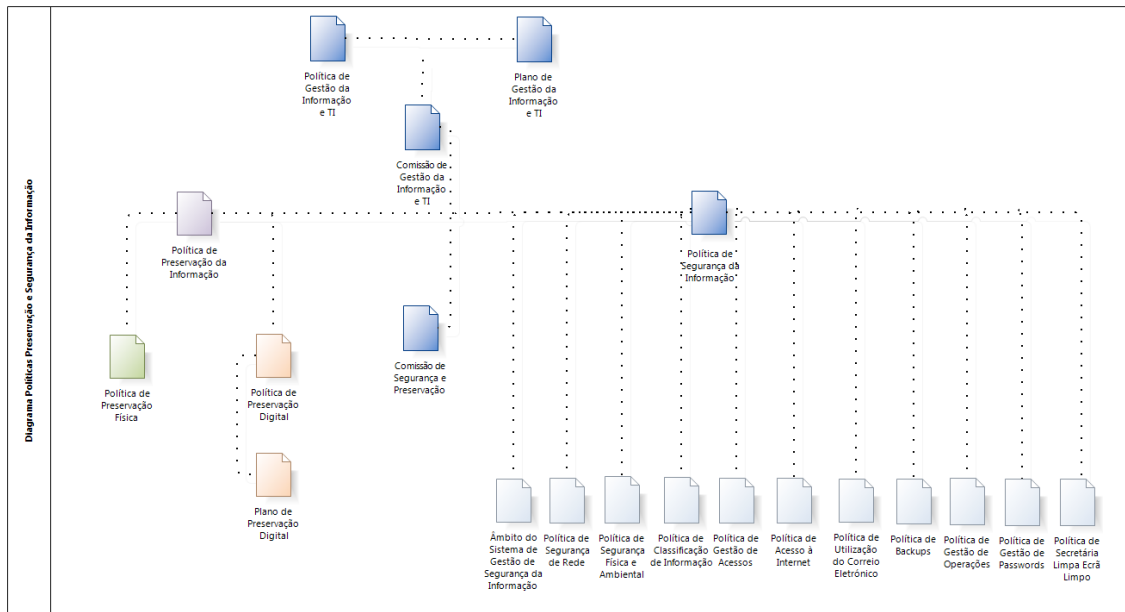 Diagrama Políticas Preservação e Segurança da Informação
Política de
Gestão da
Informação
e TI
Plano de
Gestão da
Informação
e TI
Comissão de
Gestão da
Informação
e TI
Política de
Preservação da
Informação
Política de
Segurança da
Informação
Política de
Preservação
Física
Política de
Preservação
Digital
Comissão de
Segurança e
Preservação
Plano de
Preservação
Digital
Âmbito do
Sistema de
Gestão de
Segurança da
Informação
Política de
Segurança
de Rede
Política de
Segurança
Física e
Ambiental
Política de
Classificação
de Informação
Política de
Gestão de
Acessos
Política de
Acesso à
Internet
Política de
Utilização
do Correio
Eletrónico
Política de
Backups
Política de
Gestão de
Operações
Política de
Gestão de
Passwords
Política de
Secretária
Limpa Ecrã
Limpo